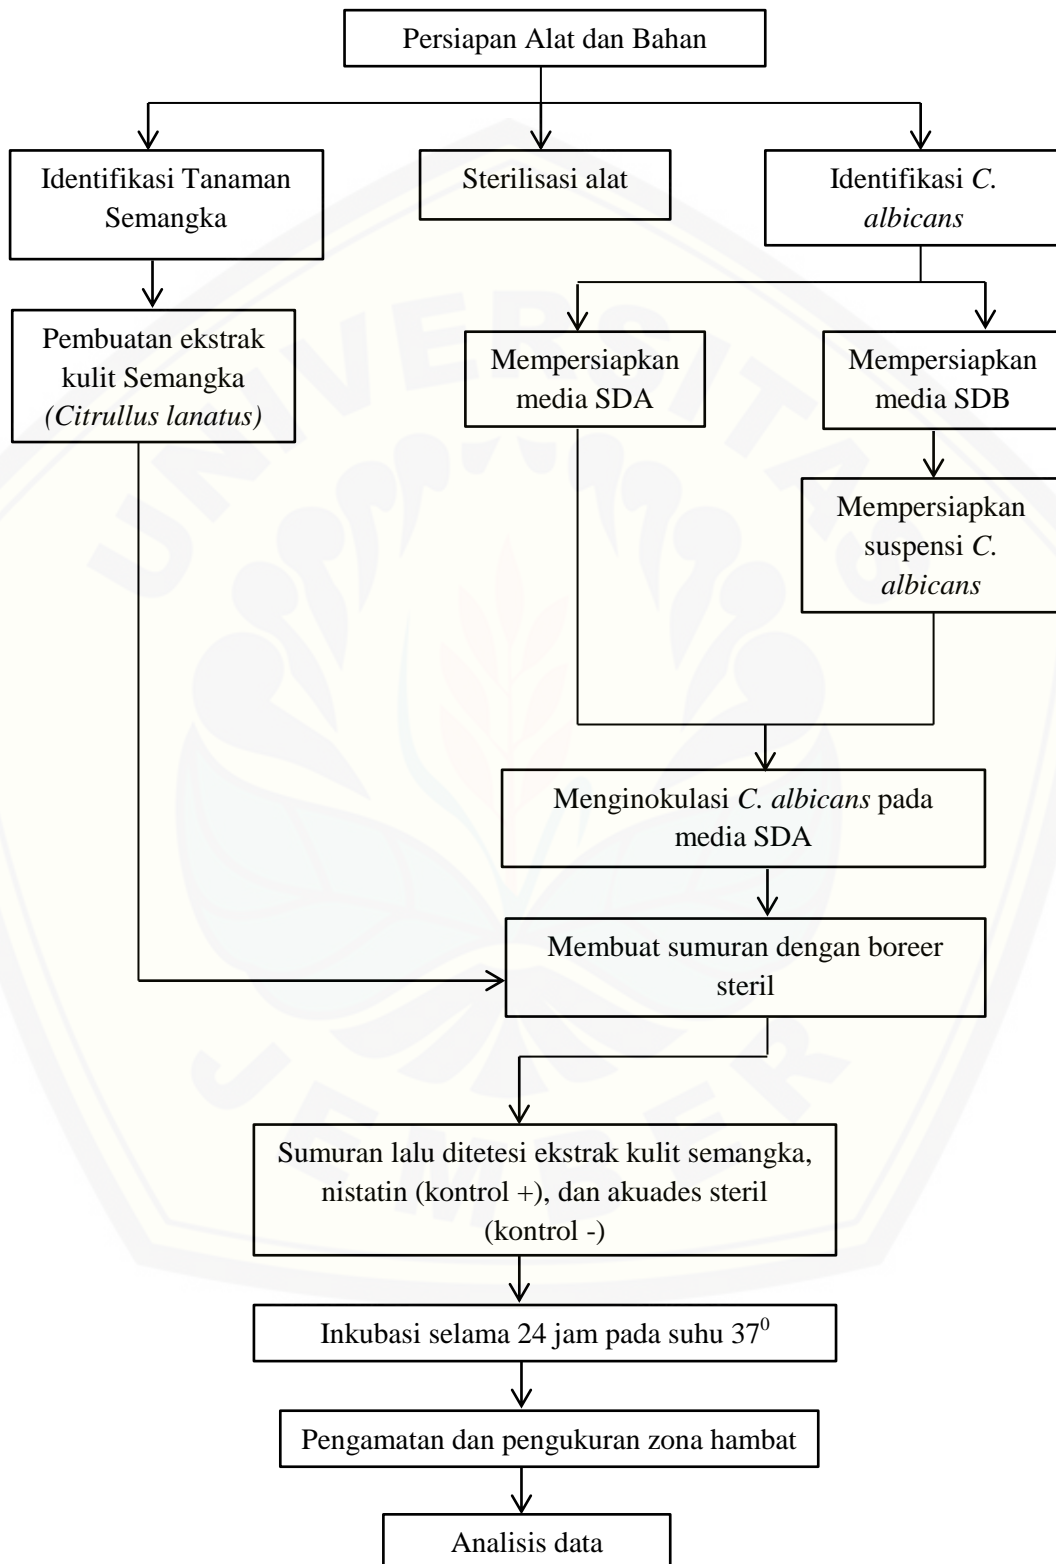 Persiapan Alat dan Bahan
Identifikasi Tanaman
Semangka
Sterilisasi alat
Identifikasi C.
albicans
Pembuatan ekstrak
kulit Semangka
(Citrullus lanatus)
Mempersiapkan
media SDA
Mempersiapkan
media SDB
Mempersiapkan
suspensi C.
albicans
Menginokulasi C. albicans pada
media SDA
Membuat sumuran dengan boreer
steril
Sumuran lalu ditetesi ekstrak kulit semangka,
nistatin (kontrol +), dan akuades steril
(kontrol -)
Inkubasi selama 24 jam pada suhu 37⁰
Pengamatan dan pengukuran zona hambat
Analisis data
UNIVERSITAS
JEMBER